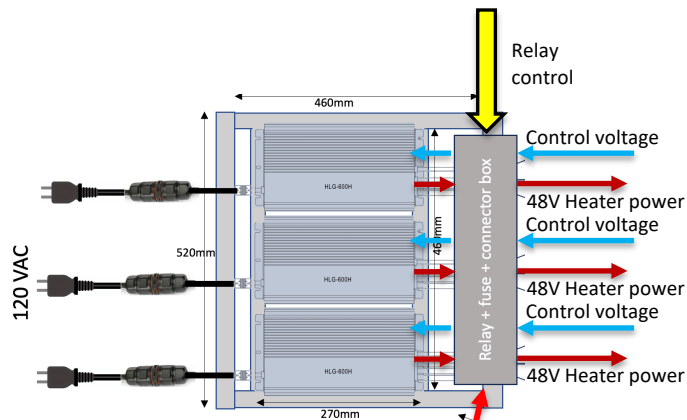 Relay
control
460mm
Control voltage
HLG-600H
48V Heater power
Control voltage
520mm
HLG-600H
48V Heater power
Control voltage
HLG-600H
48V Heater power
270mm
120 VAC
Relay + fuse + connector box